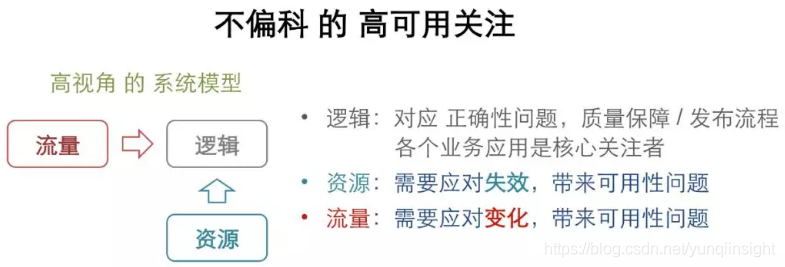 不偏科 的 高可用关注
高视角 的 系统模型
流量
逻辑
资源
• 逻辑：对应 正确性问题，质量保障 / 发布流程
各个业务应用是核心关注者
• 资源：需要应对失效，带来可用性问题
• 流量：需要应对变化，带来可用性问题
https://blog.csdn.net/yunqiinsight